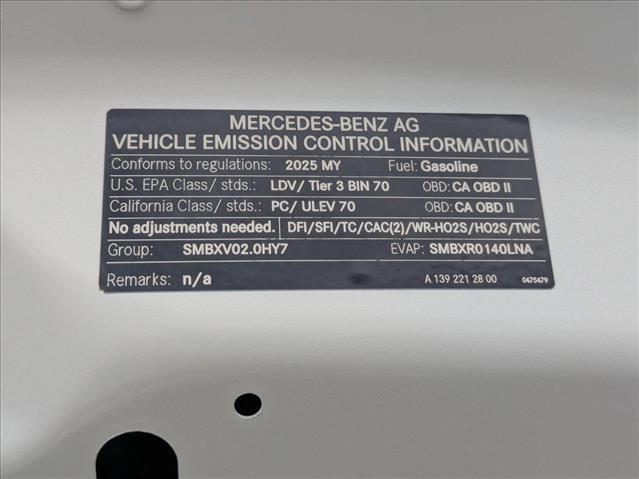 MERCEDES-BENZ AG
VEHICLE EMISSION CONTROL INFORMATION
Conforms to regulations: 2025 MY Fuel: Gasoline
U.S. EPA Class/ stds.: LDV/ Tier 3 BIN 70 OBD: CA OBD II
California Class/ stds.: PC/ ULEV 70 OBD: CA OBD II
No adjustments needed. DFI/SFI/TC/CAC(2)/WR-HO2S/HO2S/TWC
Group: SMBXV02.0HY7 EVAP: SMBXR0140LNA
Remarks: n/a A 139 221 28 00 0475479